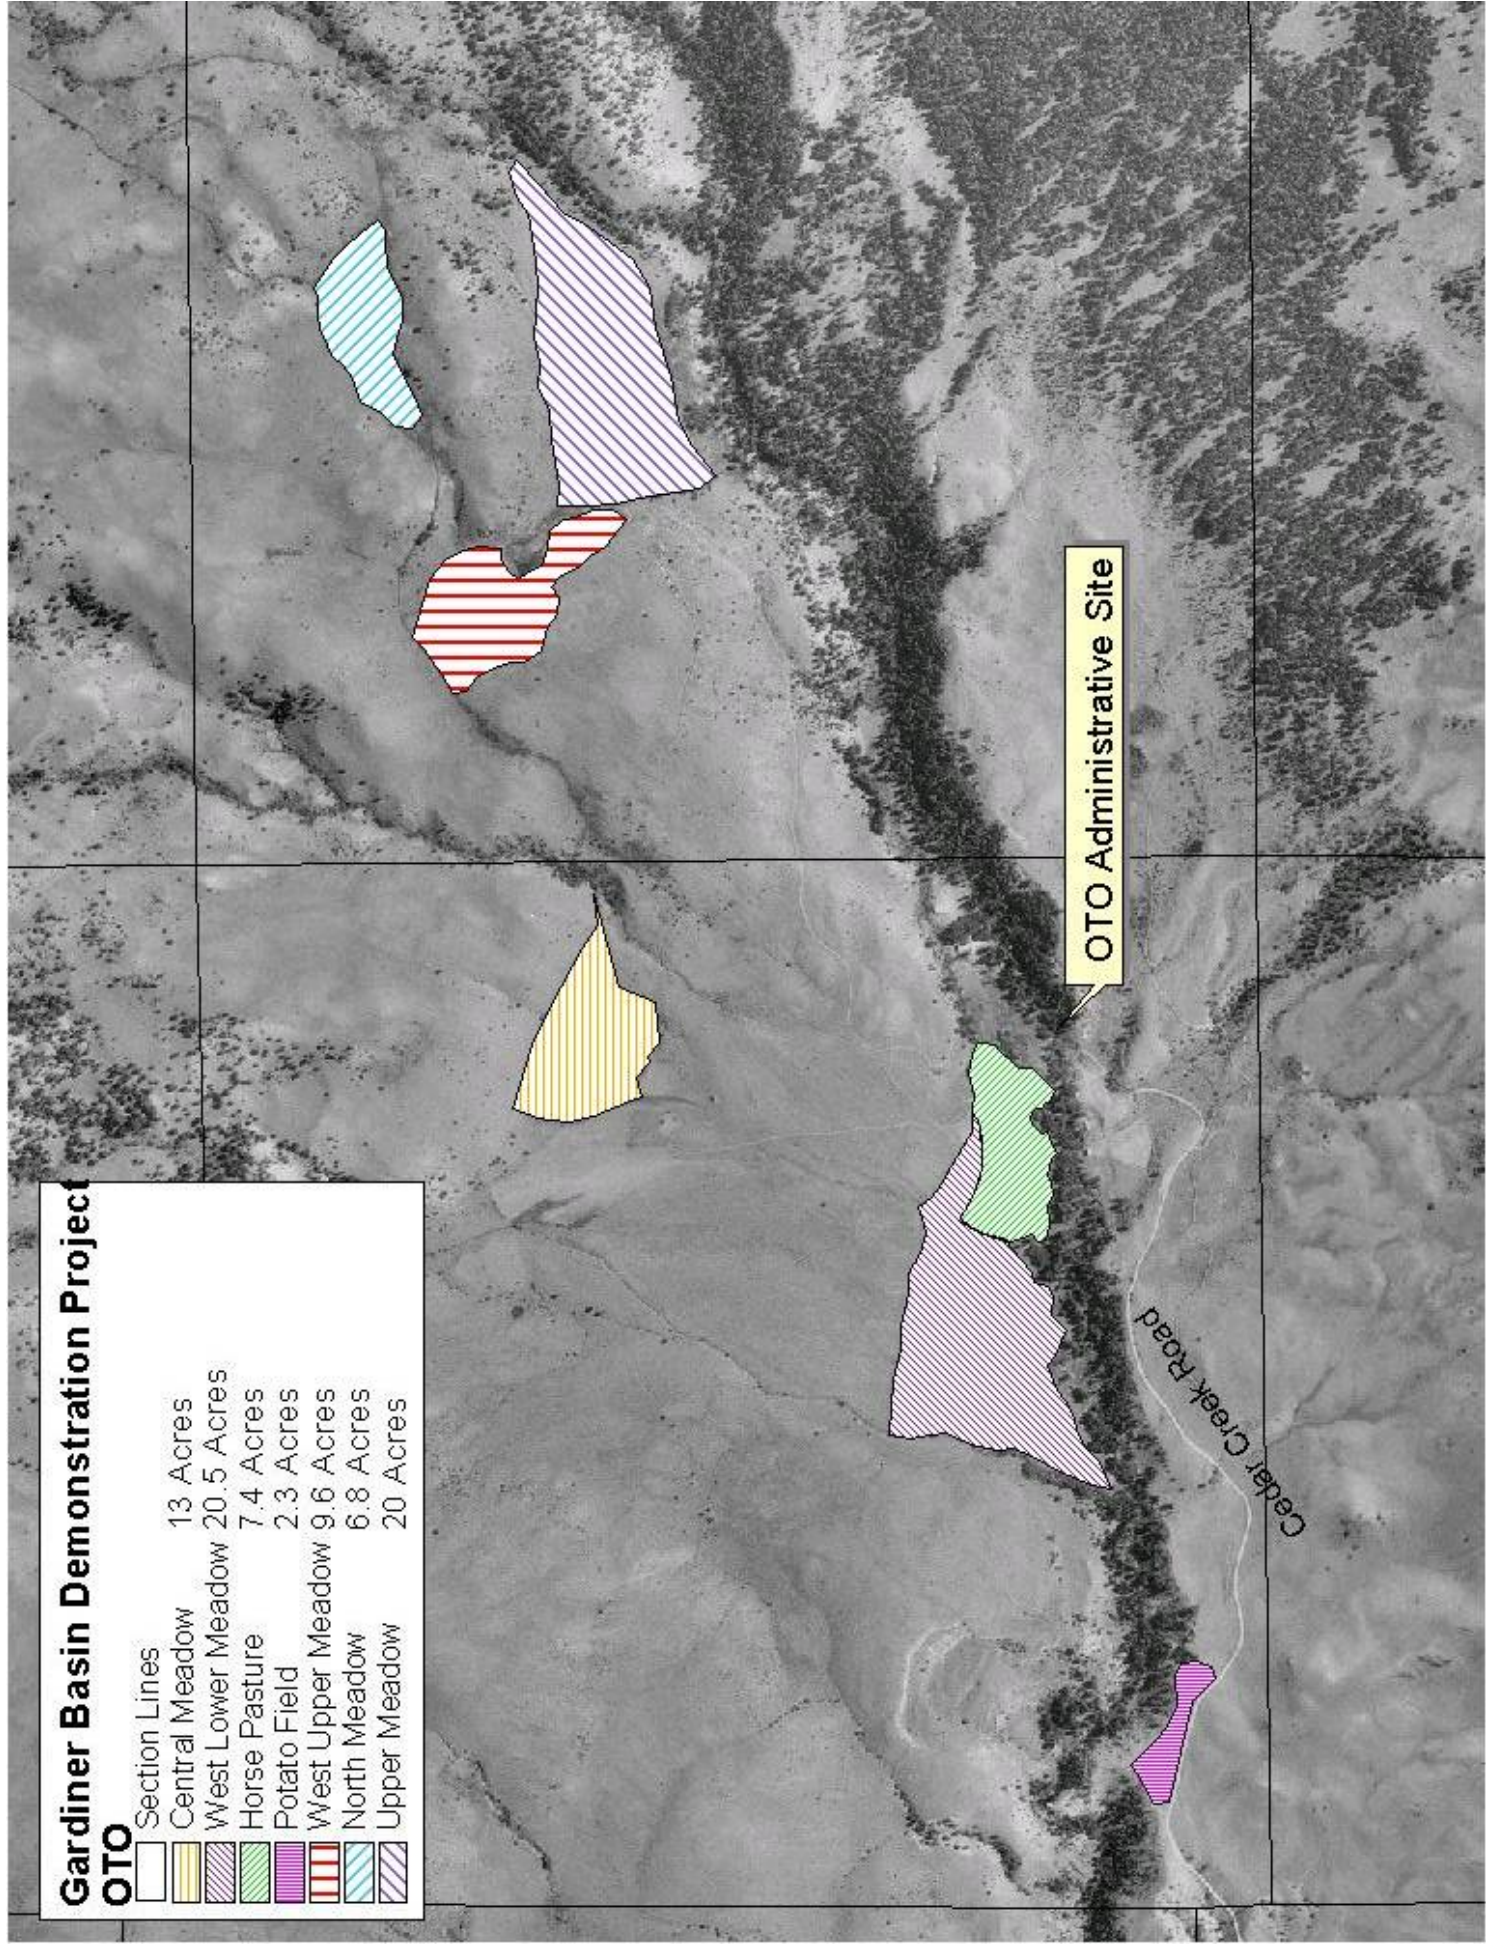 Gardiner Basin Demonstration Project
OTO
Section Lines
Central Meadow 13 Acres
West Lower Meadow 20.5 Acres
Horse Pasture 7.4 Acres
Potato Field 2.3 Acres
West Upper Meadow 9.6 Acres
North Meadow 6.8 Acres
Upper Meadow 20 Acres
OTO Administrative Site
Cedar Creek Road